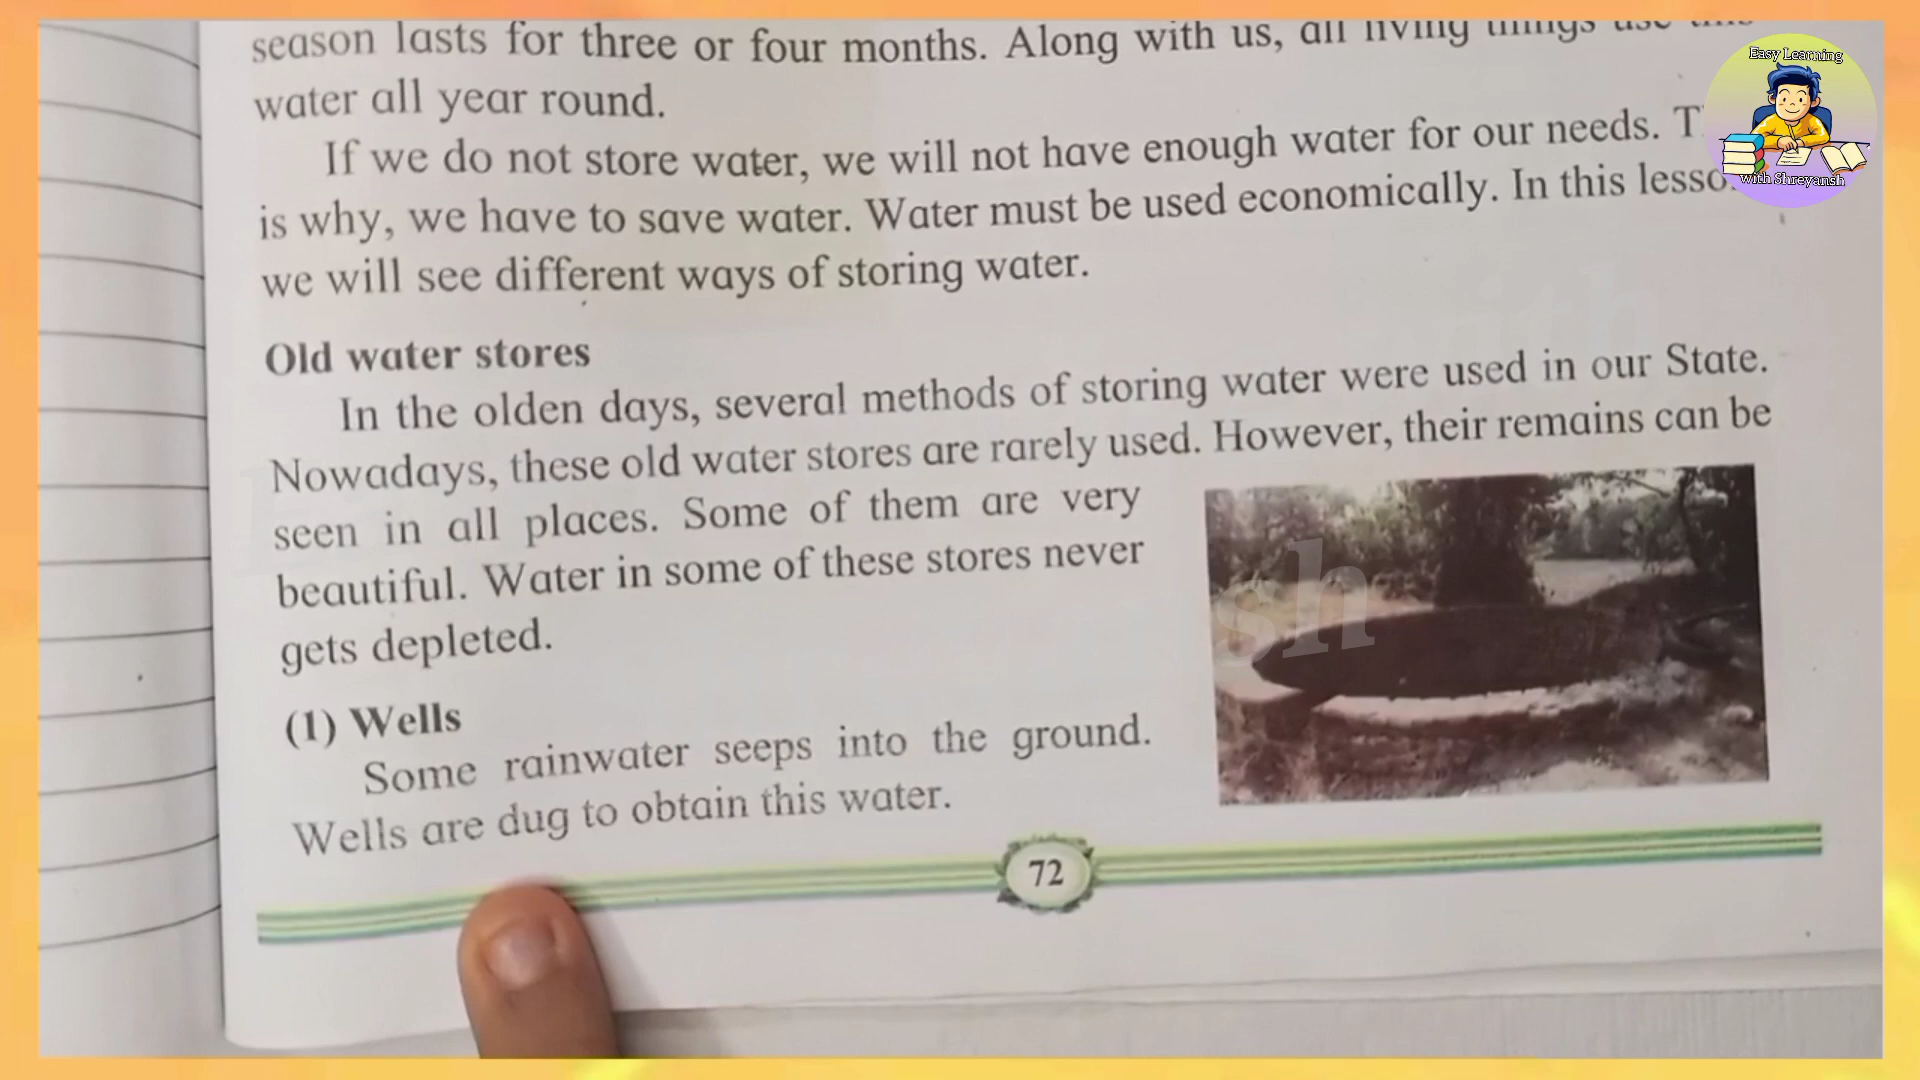 season lasts for three or four months. Along with us, all living things use this
water all year round.
If we do not store water, we will not have enough water for our needs.
is why, we have to save water. Water must be used economically. In this
we will see different ways of storing water.
Old water stores
In the olden days, several methods of storing water were used in our State.
Nowadays, these old water stores are rarely used. However, their remains can be
seen in all places. Some of them are very
beautiful. Water in some of these stores never
gets depleted.
(1) Wells
Some rainwater seeps into the ground.
Wells are dug to obtain this water.
72
Easy Learning
with Shreyansh
sh